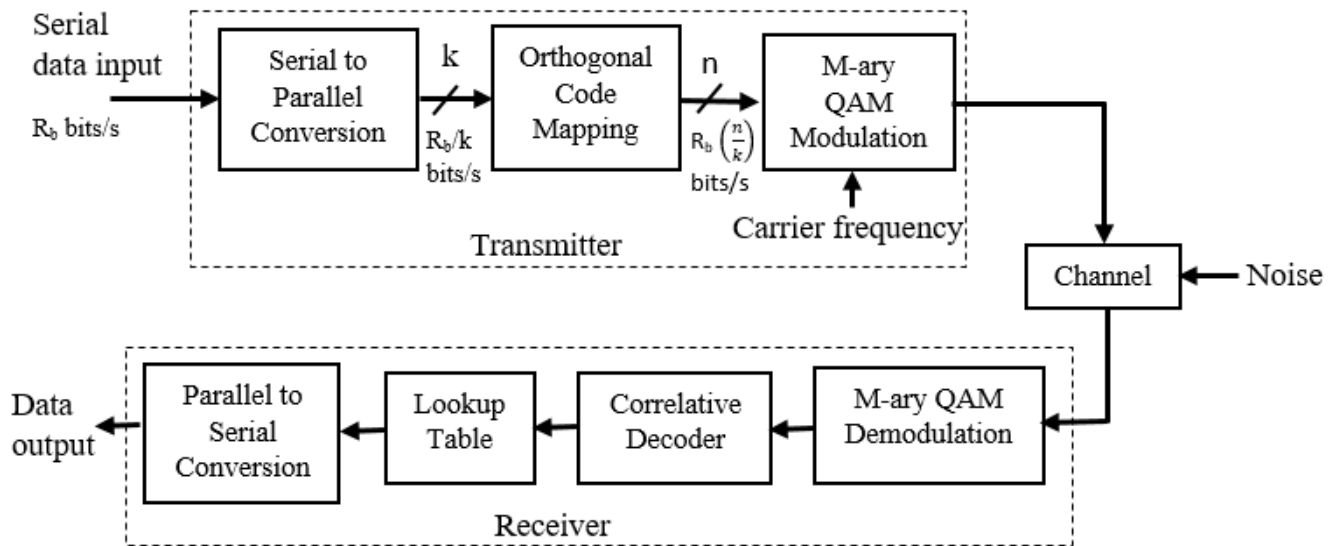 Serial
data input
R_b bits/s
Serial to
Parallel
Conversion
k
R_b/k
bits/s
Orthogonal
Code
Mapping
n
R_b (n/k)
bits/s
M-ary
QAM
Modulation
Carrier frequency
Transmitter
Channel
Noise
Data
output
Parallel to
Serial
Conversion
Lookup
Table
Correlative
Decoder
M-ary QAM
Demodulation
Receiver